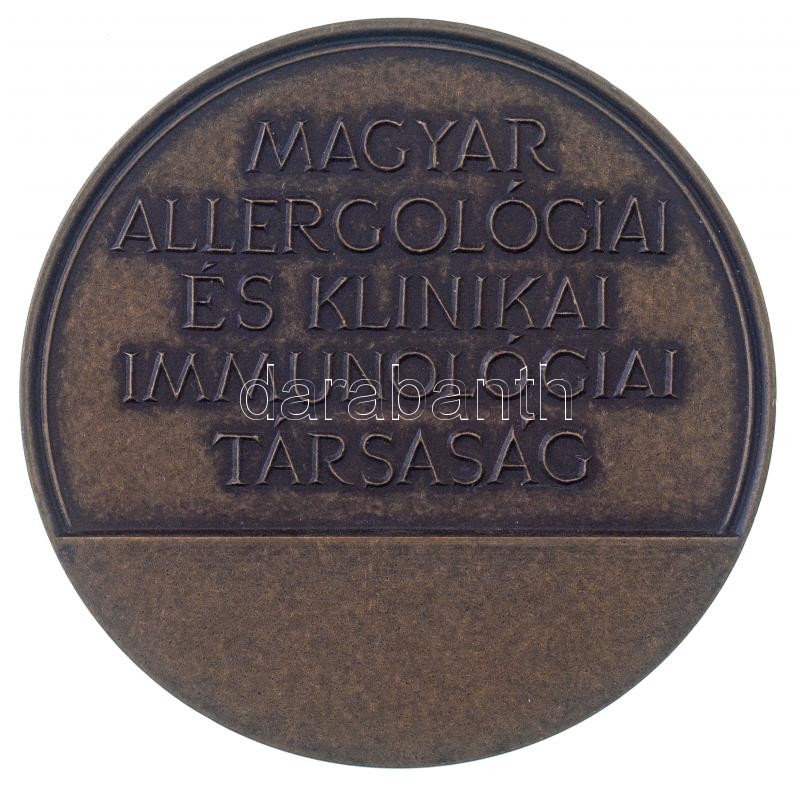 MAGYAR
ALLERGOLÓGIAI
ÉS KLINIKAI
IMMUNOLÓGIAI
darabanth
TÁRSASÁG